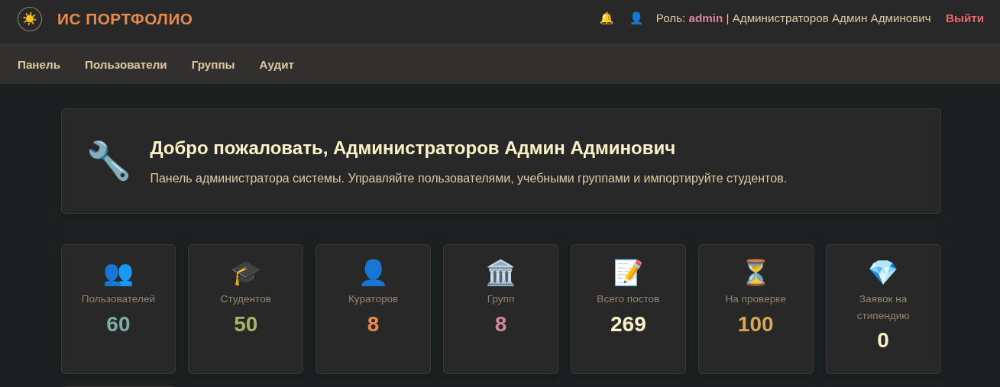 ИС ПОРТФОЛИО
Роль: admin | Администраторов Админ Админович Выйти
Панель Пользователи Группы Аудит
Добро пожаловать, Администраторов Админ Админович
Панель администратора системы. Управляйте пользователями, учебными группами и импортируйте студентов.
Пользователей
60
Студентов
50
Кураторов
8
Групп
8
Всего постов
269
На проверке
100
Заявок на
стипендию
0